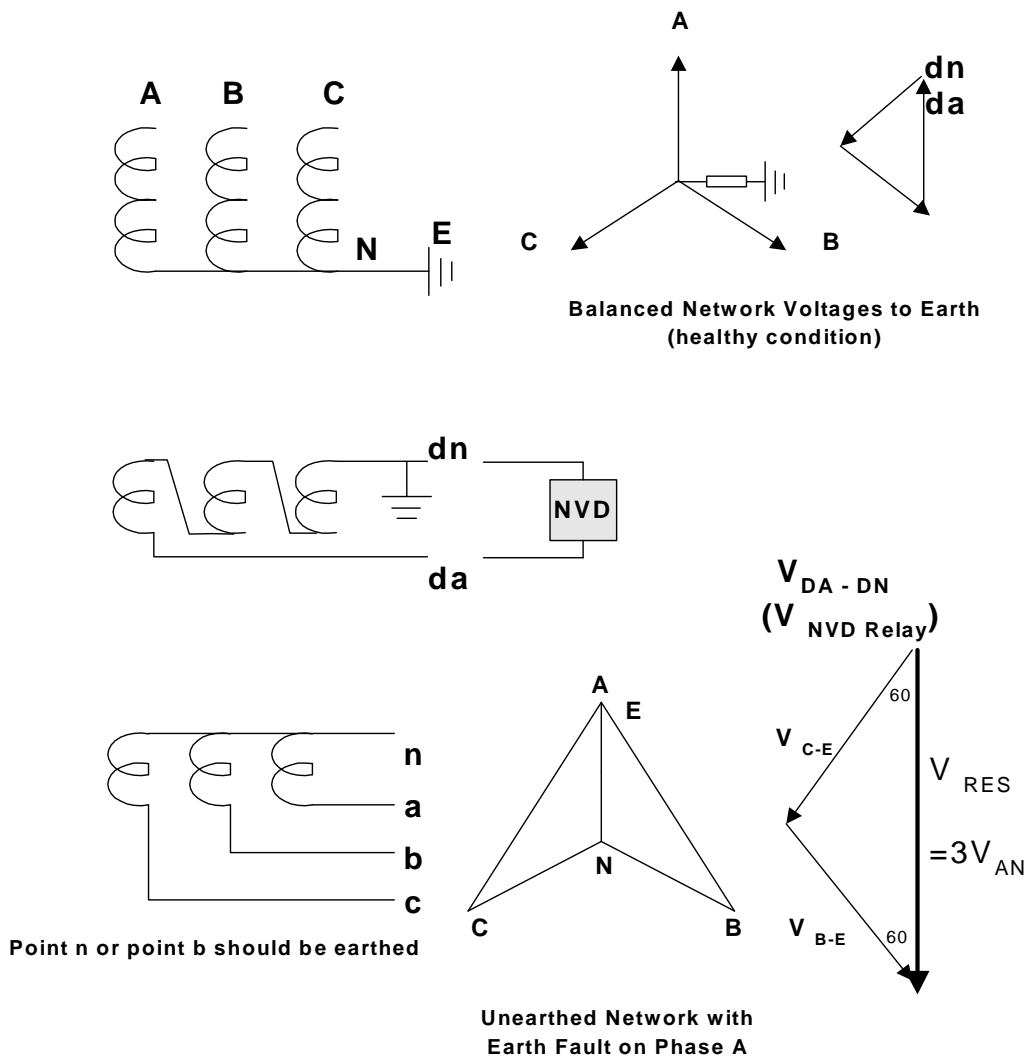 A
A B C
dn
da
N E
C B
Balanced Network Voltages to Earth
(healthy condition)
dn
NVD
da
V DA - DN
(V NVD Relay)
60
A
E
n
a
b
c
V C-E
V RES
=3V AN
N
C B
V B-E
60
Point n or point b should be earthed
Unearthed Network with
Earth Fault on Phase A